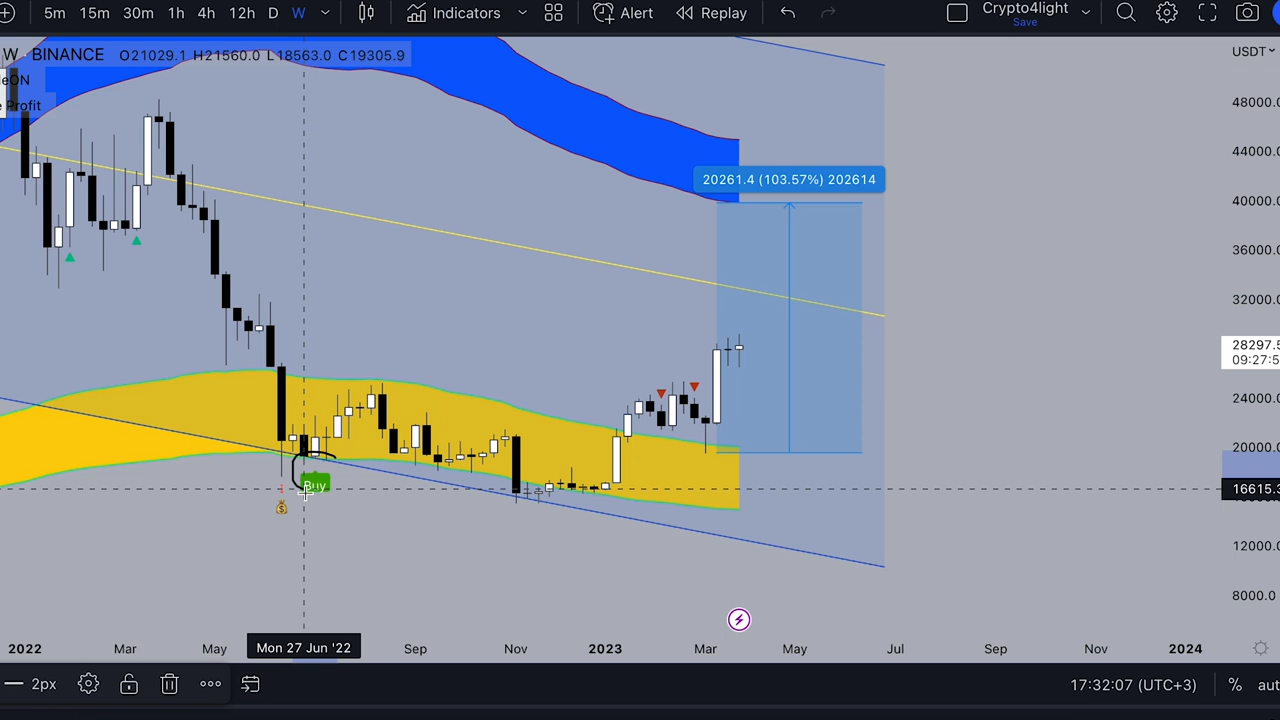 5m 15m 30m 1h 4h 12h D W Indicators Alert Replay Crypto4light
Save
W BINANCE O21029.1 H21560.0 L18563.0 C19305.9 USDT
eON
e Profit
48000.0
44000.0
20261.4 (103.57%) 202614
40000.0
36000.0
32000.0
28297.5
09:27:5
24000.0
20000.0
Buy
16615.3
12000.0
8000.0
Mon 27 Jun '22
2022 Mar May Sep Nov 2023 Mar May Jul Sep Nov 2024
2px 17:32:07 (UTC+3) % aut